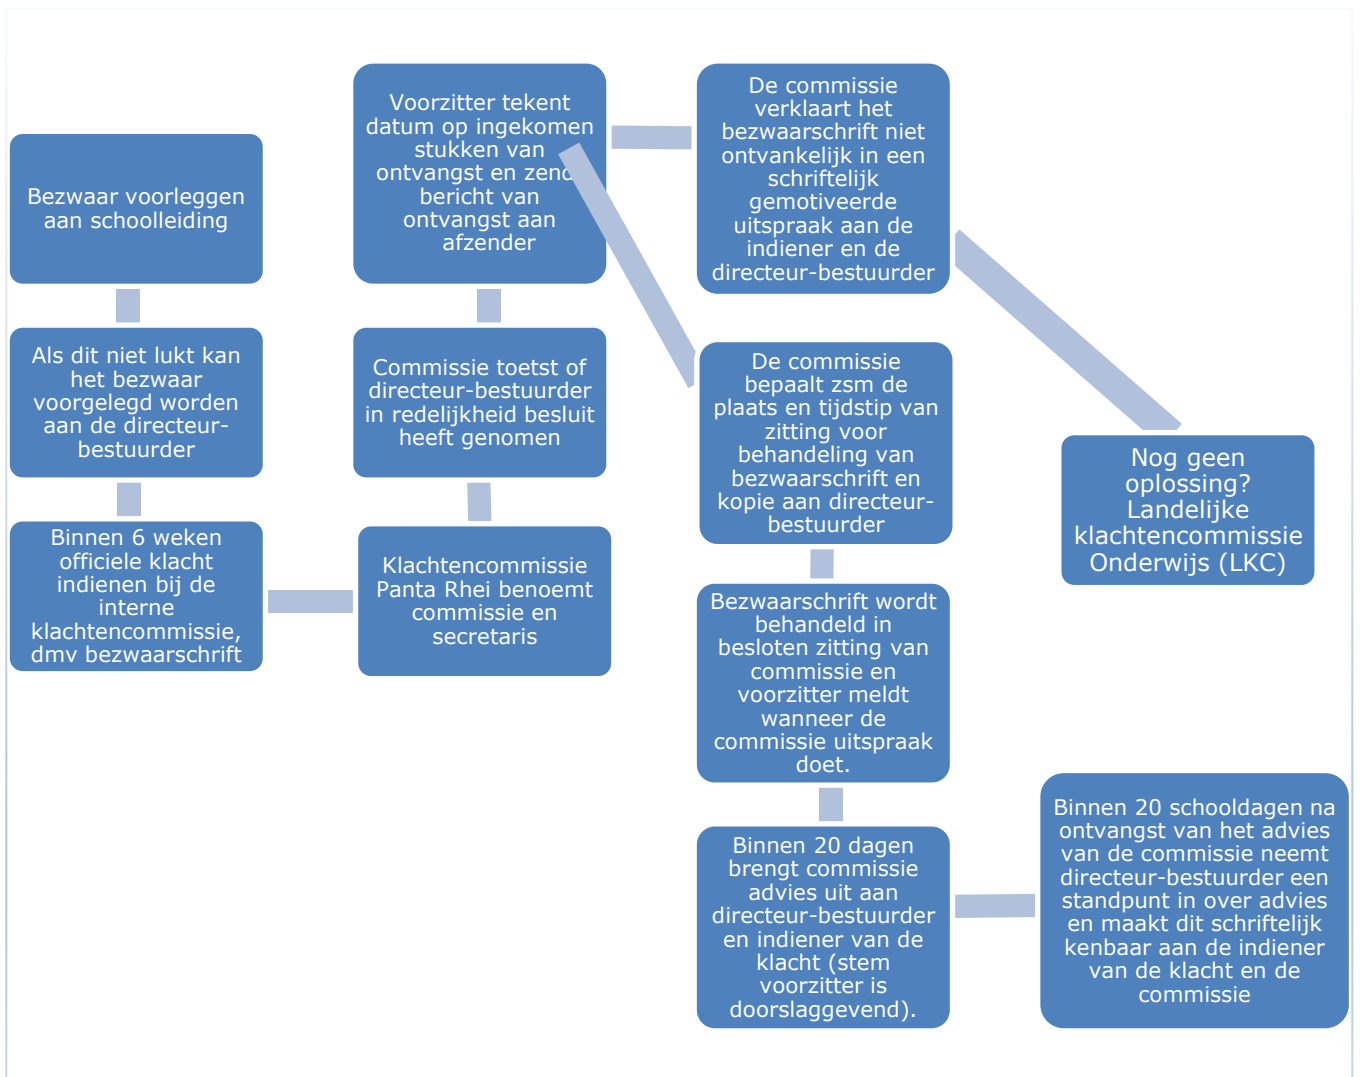 Bezwaar voorleggen
aan schoolleiding
Als dit niet lukt kan
het bezwaar
voorgelegd worden
aan de directeur-
bestuurder
Binnen 6 weken
officiele klacht
indienen bij de
interne
klachtencommissie,
dmv bezwaarschrift
Klachtencommissie
Panta Rhei benoemt
commissie en
secretaris
Commissie toetst of
directeur-bestuurder
in redelijkheid besluit
heeft genomen
Voorzitter tekent
datum op ingekomen
stukken van
ontvangst en zend
bericht van
ontvangst aan
afzender
De commissie
verklaart het
bezwaarschrift niet
ontvankelijk in een
schriftelijk
gemotiveerde
uitspraak aan de
indiener en de
directeur-bestuurder
De commissie
bepaalt zsm de
plaats en tijdstip van
zitting voor
behandeling van
bezwaarschrift en
kopie aan directeur-
bestuurder
Bezwaarschrift wordt
behandeld in
besloten zitting van
commissie en
voorzitter meldt
wanneer de
commissie uitspraak
doet.
Binnen 20 dagen
brengt commissie
advies uit aan
directeur-bestuurder
en indiener van de
klacht (stem
voorzitter is
doorslaggevend).
Binnen 20 schooldagen na
ontvangst van het advies
van de commissie neemt
directeur-bestuurder een
standpunt in over advies
en maakt dit schriftelijk
kenbaar aan de indiener
van de klacht en de
commissie
Nog geen
oplossing?
Landelijke
klachtencommissie
Onderwijs (LKC)